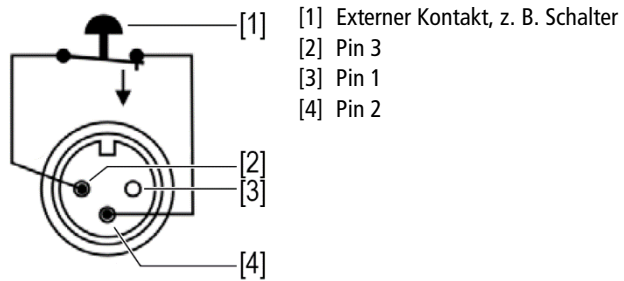 [1]
[2]
[3]
[4]
[1] Externer Kontakt, z. B. Schalter
[2] Pin 3
[3] Pin 1
[4] Pin 2